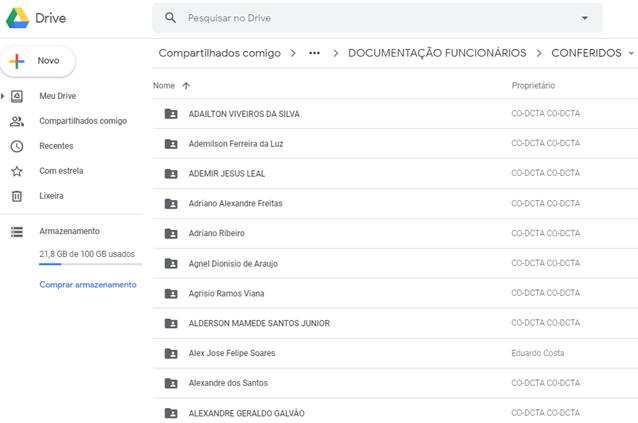 Drive
Pesquisar no Drive
Novo
Meu Drive
Compartilhados comigo
Recentes
Com estrela
Lixeira
Armazenamento
21,8 GB de 100 GB usados
Comprar armazenamento
Compartilhados comigo > ••• > DOCUMENTAÇÃO FUNCIONÁRIOS > CONFERIDOS
Nome ↑ Proprietário
ADAILTON VIVEIROS DA SILVA CO-DCTA CO-DCTA
Ademilson Ferreira da Luz CO-DCTA CO-DCTA
ADEMIR JESUS LEAL CO-DCTA CO-DCTA
Adriano Alexandre Freitas CO-DCTA CO-DCTA
Adriano Ribeiro CO-DCTA CO-DCTA
Agnel Dionisio de Araujo CO-DCTA CO-DCTA
Agrisio Ramos Viana CO-DCTA CO-DCTA
ALDERSON MAMEDE SANTOS JUNIOR CO-DCTA CO-DCTA
Alex Jose Felipe Soares Eduardo Costa
Alexandre dos Santos CO-DCTA CO-DCTA
ALEXANDRE GERALDO GALVÃO CO-DCTA CO-DCTA